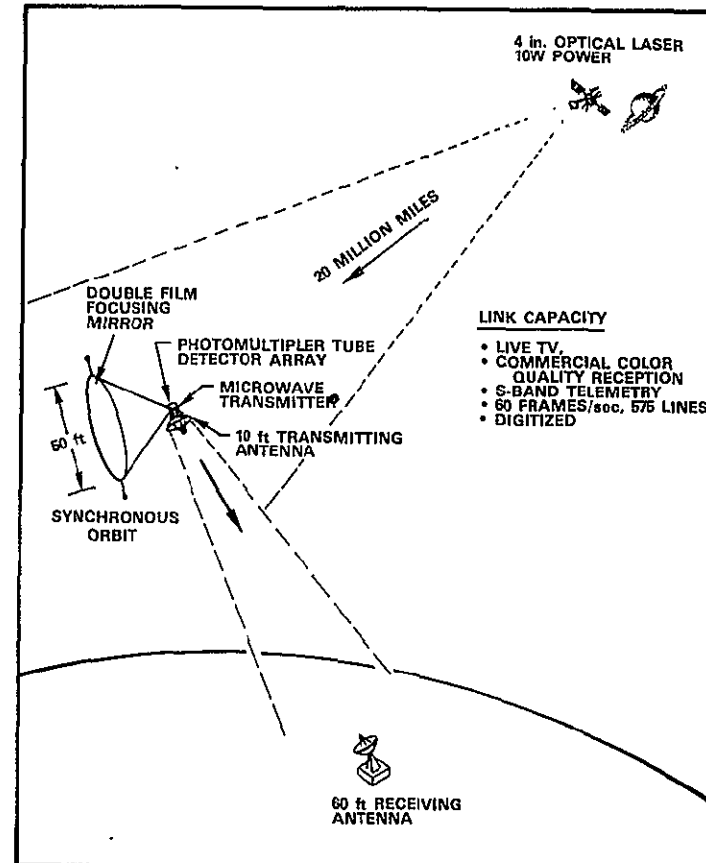 4 in. OPTICAL LASER
10W POWER
20 MILLION MILES
DOUBLE FILM
FOCUSING
MIRROR
PHOTOMULTIPLER TUBE
DETECTOR ARRAY
MICROWAVE
TRANSMITTER
10 ft TRANSMITTING
ANTENNA
50 ft
SYNCHRONOUS
ORBIT
LINK CAPACITY
• LIVE TV,
• COMMERCIAL COLOR
QUALITY RECEPTION
• S-BAND TELEMETRY
• 60 FRAMES/sec, 575 LINES
• DIGITIZED
60 ft RECEIVING
ANTENNA